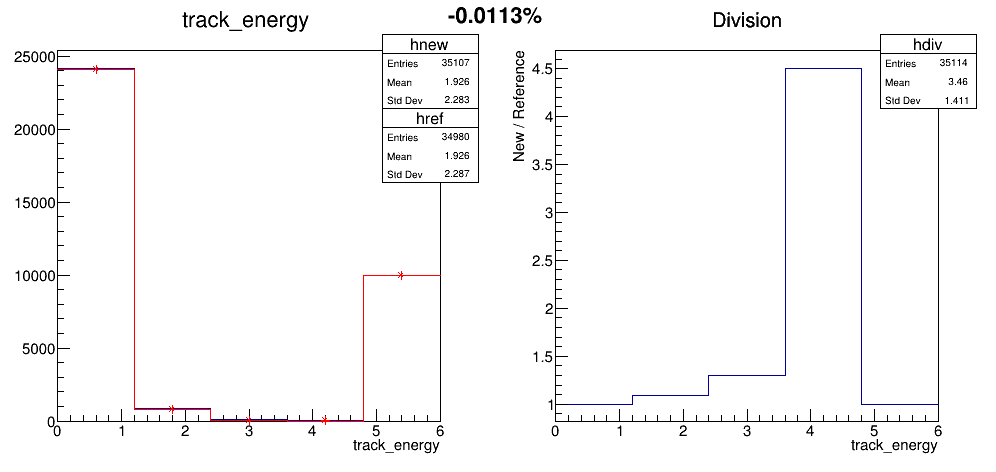 -0.0113%
track_energy
hnew
Entries 35107
Mean 1.926
Std Dev 2.283
href
Entries 34980
Mean 1.926
Std Dev 2.287
25000
20000
15000
10000
5000
0
0 1 2 3 4 5 6
track_energy
Division
hdiv
Entries 35114
Mean 3.46
Std Dev 1.411
New / Reference
4.5
4
3.5
3
2.5
2
1.5
1
0 1 2 3 4 5 6
track_energy